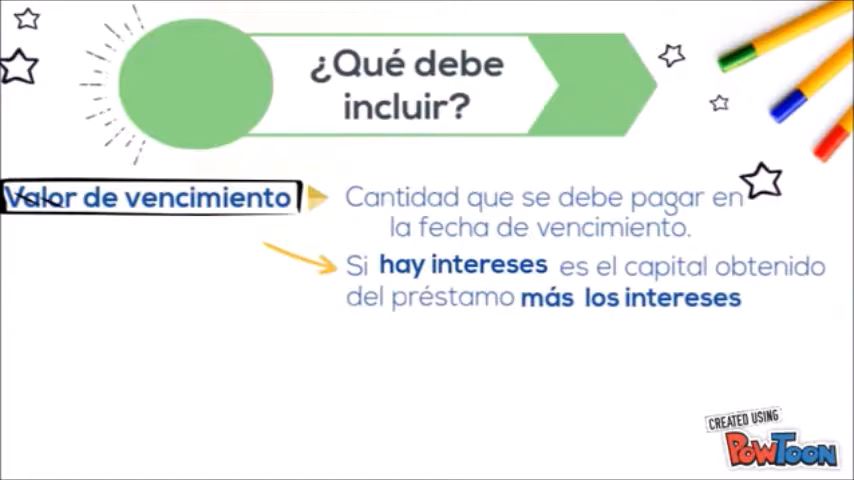 ¿Qué debe
incluir?
Valor de vencimiento
Cantidad que se debe pagar en
la fecha de vencimiento.
Si hay intereses es el capital obtenido
del préstamo más los intereses
CREATED USING
POWTOON